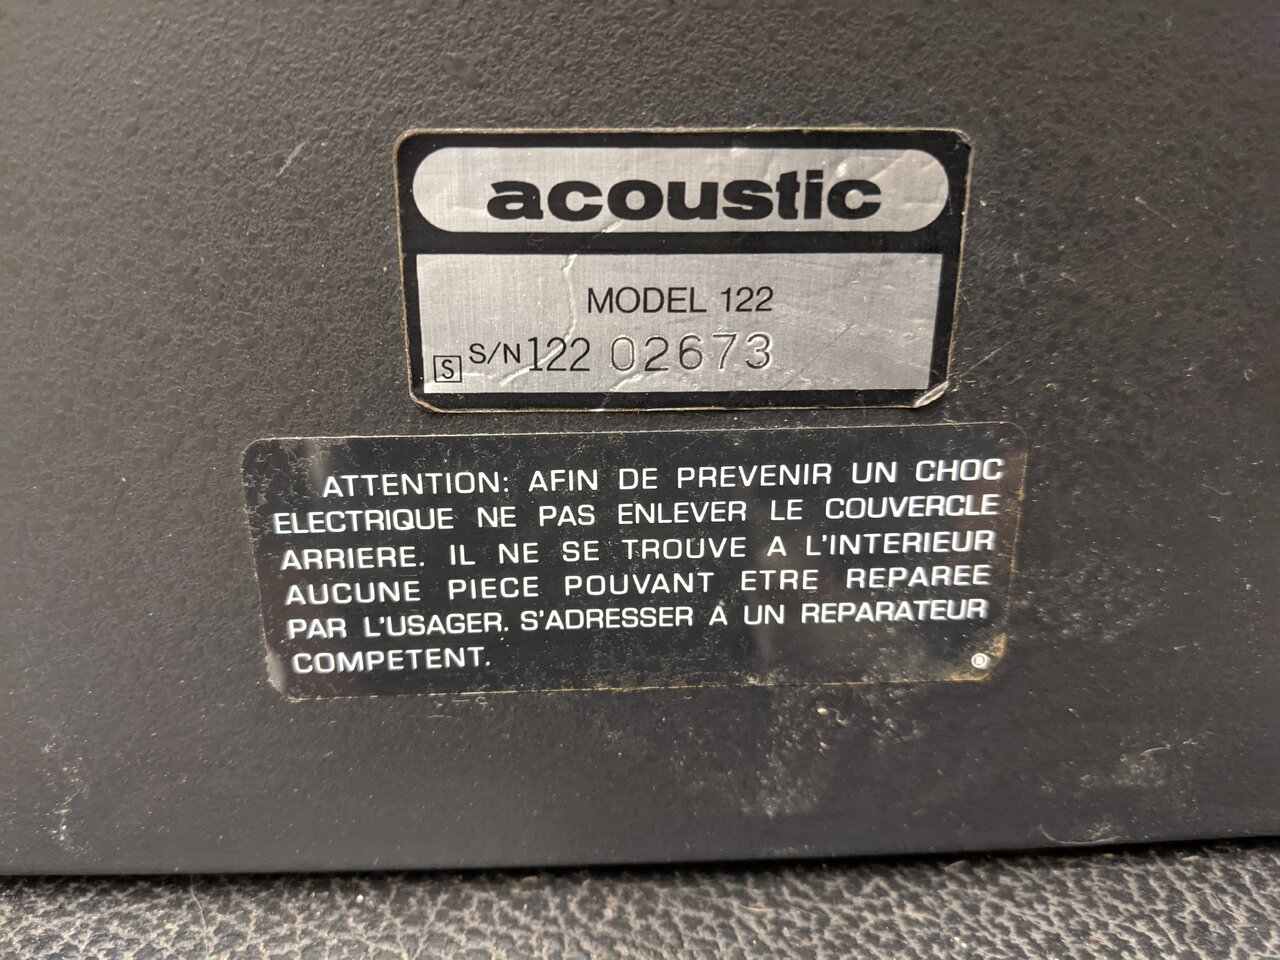 acoustic
MODEL 122
S S/N 122 02673
ATTENTION: AFIN DE PREVENIR UN CHOC
ELECTRIQUE NE PAS ENLEVER LE COUVERCLE
ARRIERE. IL NE SE TROUVE A L'INTERIEUR
AUCUNE PIECE POUVANT ETRE REPAREE
PAR L'USAGER. S'ADRESSER A UN REPARATEUR
COMPETENT.